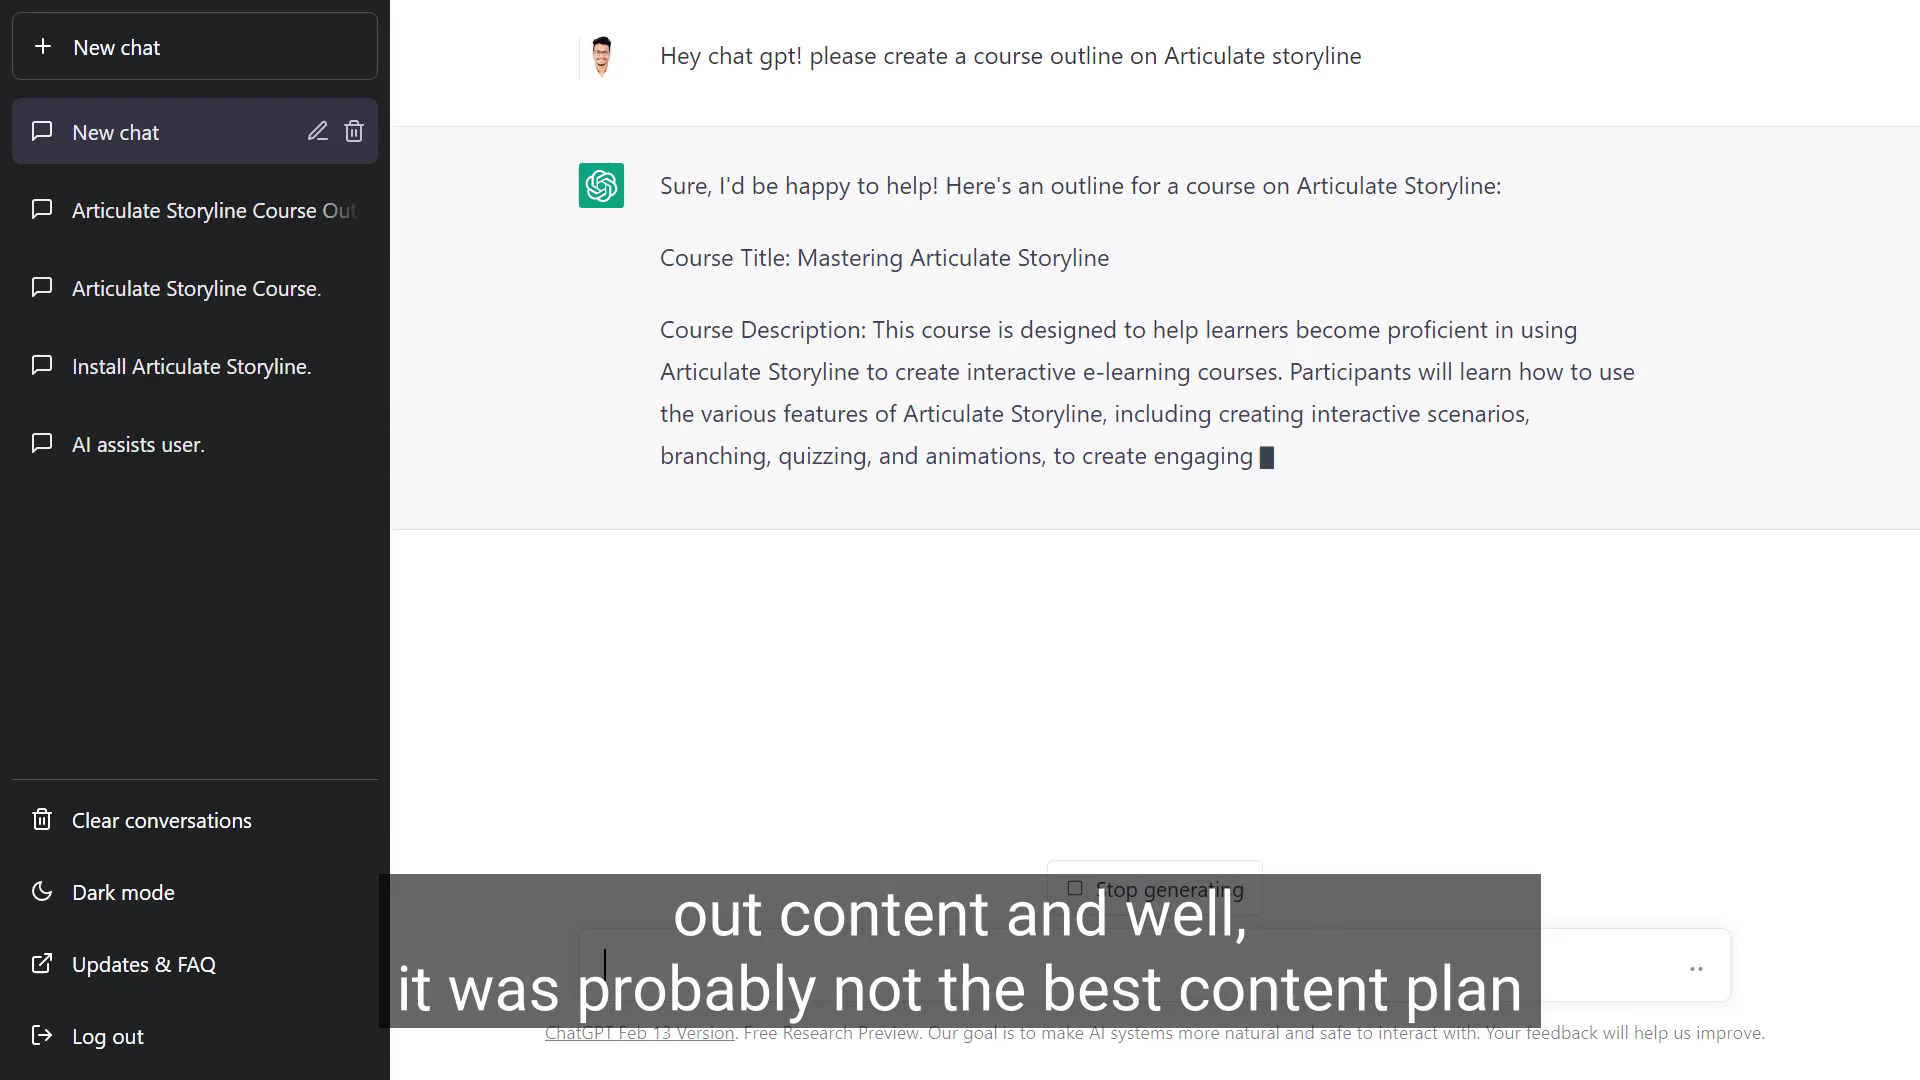 New chat
New chat
Articulate Storyline Course Out
Articulate Storyline Course.
Install Articulate Storyline.
AI assists user.
Clear conversations
Dark mode
Updates & FAQ
Log out
Hey chat gpt! please create a course outline on Articulate storyline
Sure, I'd be happy to help! Here's an outline for a course on Articulate Storyline:
Course Title: Mastering Articulate Storyline
Course Description: This course is designed to help learners become proficient in using
Articulate Storyline to create interactive e-learning courses. Participants will learn how to use
the various features of Articulate Storyline, including creating interactive scenarios,
branching, quizzing, and animations, to create engaging
Stop generating
out content and well,
it was probably not the best content plan
ChatGPT Feb 13 Version. Free Research Preview. Our goal is to make AI systems more natural and safe to interact with. Your feedback will help us improve.